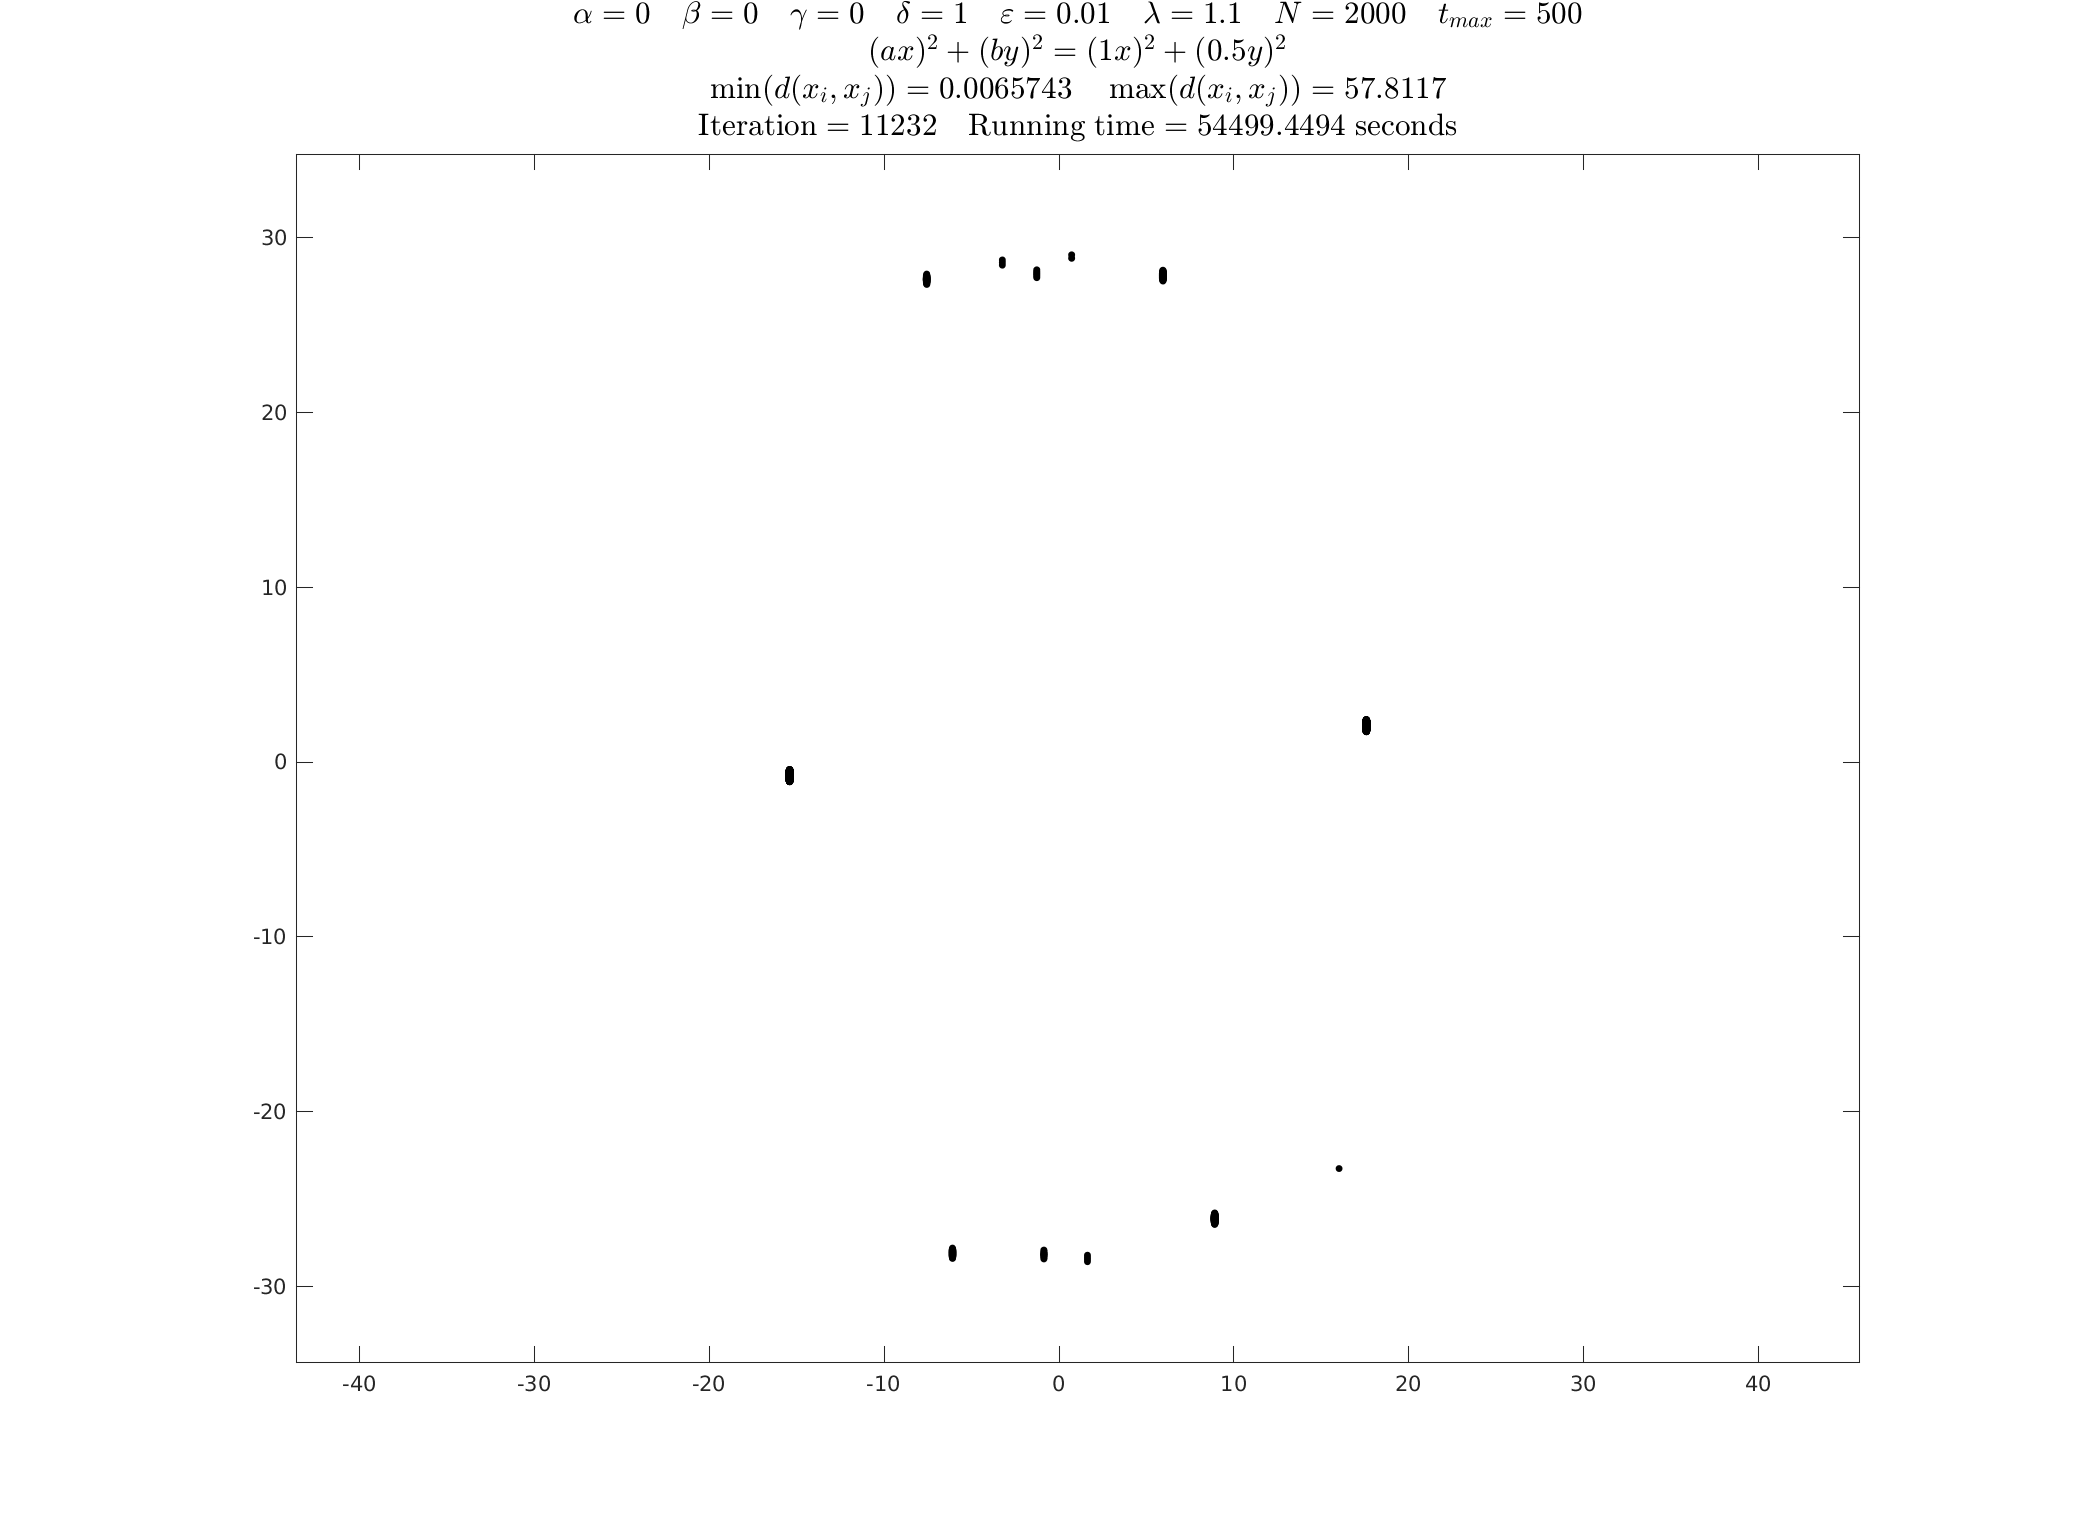 α = 0 β = 0 γ = 0 δ = 1 ε = 0.01 λ = 1.1 N = 2000 t_max = 500
(ax)² + (by)² = (1x)² + (0.5y)²
min(d(x_i, x_j)) = 0.0065743 max(d(x_i, x_j)) = 57.8117
Iteration = 11232 Running time = 54499.4494 seconds
30
20
10
0
-10
-20
-30
-40 -30 -20 -10 0 10 20 30 40